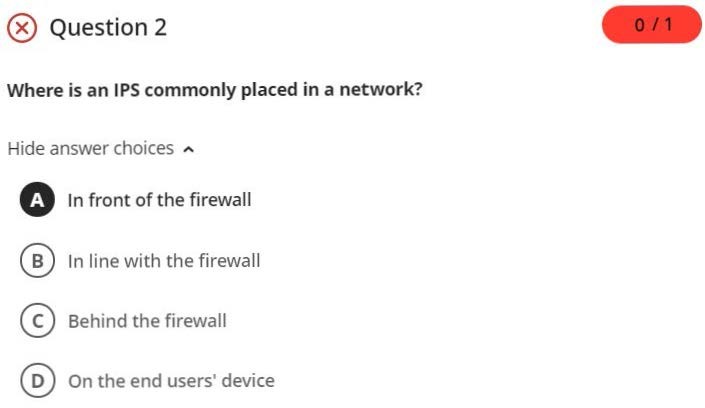 Question 2
0 / 1
Where is an IPS commonly placed in a network?
Hide answer choices
A In front of the firewall
B In line with the firewall
C Behind the firewall
D On the end users' device